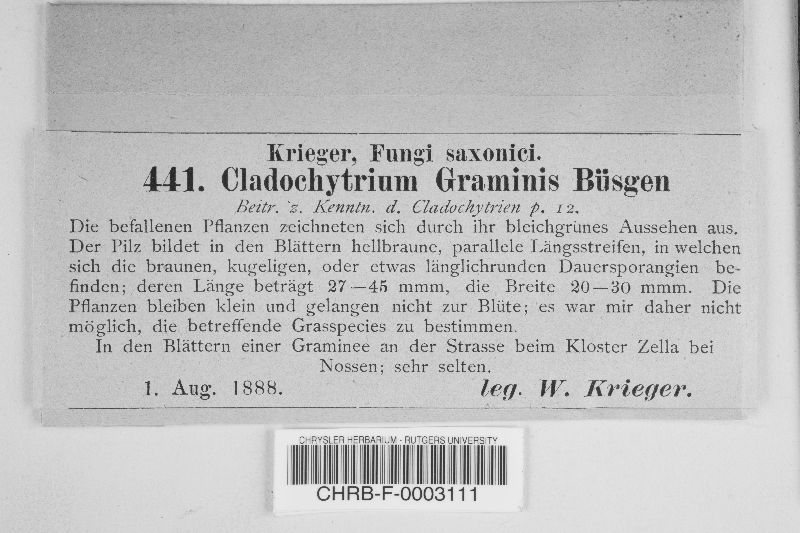 Krieger, Fungi saxonici.
441. Cladochytrium Graminis Büsgen
Beitr. z. Kenntn. d. Cladochytrien p. 12.
Die befallenen Pflanzen zeichneten sich durch ihr bleichgrünes Aussehen aus.
Der Pilz bildet in den Blättern hellbraune, parallele Längsstreifen, in welchen
sich die braunen, kugeligen, oder etwas länglichrunden Dauersporangien be-
finden; deren Länge beträgt 27—45 mmm, die Breite 20—30 mmm. Die
Pflanzen bleiben klein und gelangen nicht zur Blüte; es war mir daher nicht
möglich, die betreffende Grasspecies zu bestimmen.
In den Blättern einer Graminee an der Strasse beim Kloster Zella bei
Nossen; sehr selten.
1. Aug. 1888. leg. W. Krieger.
CHRYSLER HERBARIUM - RUTGERS UNIVERSITY
CHRB-F-0003111